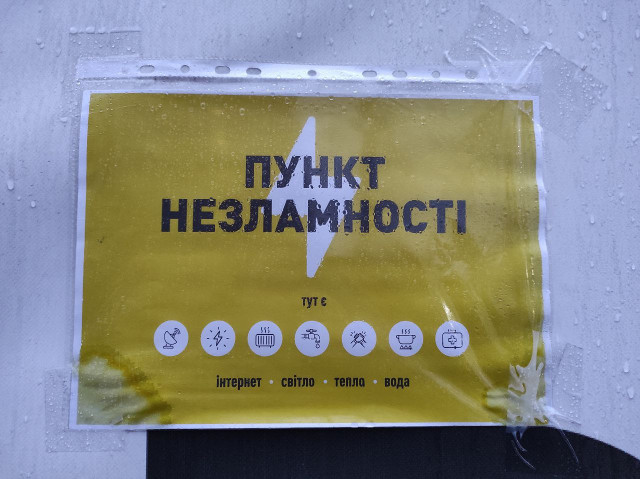 ПУНКТ
НЕЗЛАМНОСТІ
тут є
інтернет • світло • тепло • вода